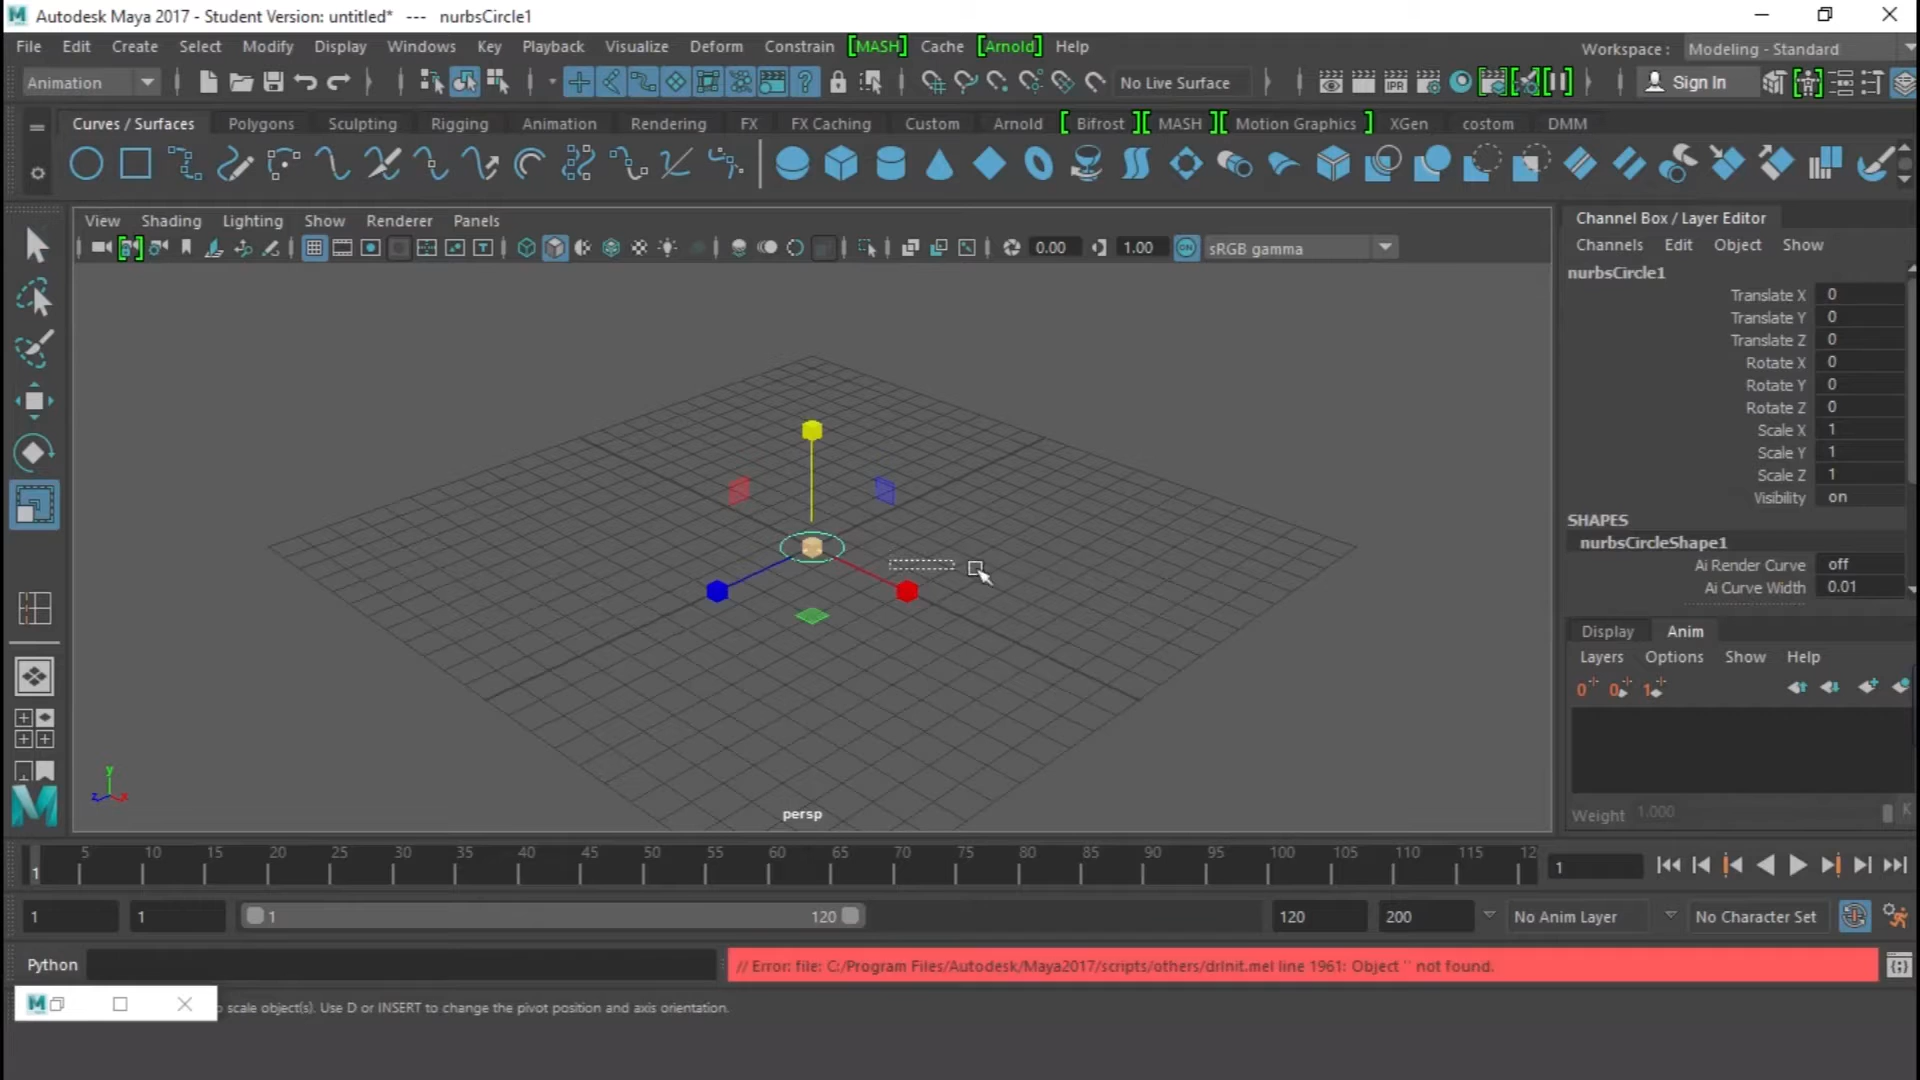 Autodesk Maya 2017 - Student Version: untitled* --- nurbsCircle1
File Edit Create Select Modify Display Windows Key Playback Visualize Deform Constrain [MASH] Cache [Arnold] Help Workspace : Modeling - Standard
Animation No Live Surface IPR Sign In
Curves / Surfaces Polygons Sculpting Rigging Animation Rendering FX FX Caching Custom Arnold [ Bifrost ][ MASH ][ Motion Graphics ] XGen costom DMM
View Shading Lighting Show Renderer Panels
0.00 1.00 ON sRGB gamma
Channel Box / Layer Editor
Channels Edit Object Show
nurbsCircle1
Translate X 0
Translate Y 0
Translate Z 0
Rotate X 0
Rotate Y 0
Rotate Z 0
Scale X 1
Scale Y 1
Scale Z 1
Visibility on
SHAPES
nurbsCircleShape1
Ai Render Curve off
Ai Curve Width 0.01
Display Anim
Layers Options Show Help
0 0 1
Weight 1.000
y
z x
persp
5 10 15 20 25 30 35 40 45 50 55 60 65 70 75 80 85 90 95 100 105 110 115 12
1 1
1 1 1 120 120 200 No Anim Layer No Character Set
Python // Error: file: C:/Program Files/Autodesk/Maya2017/scripts/others/drInit.mel line 1961: Object '' not found.
scale object(s). Use D or INSERT to change the pivot position and axis orientation.